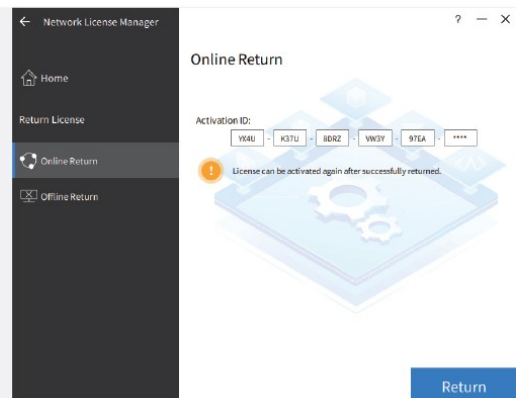 Network License Manager
? — X
Home
Return License
Online Return
Offline Return
Online Return
Activation ID:
YX4U - K37U - 8DRZ - VW3Y - 97EA - ****
! License can be activated again after successfully returned.
Return